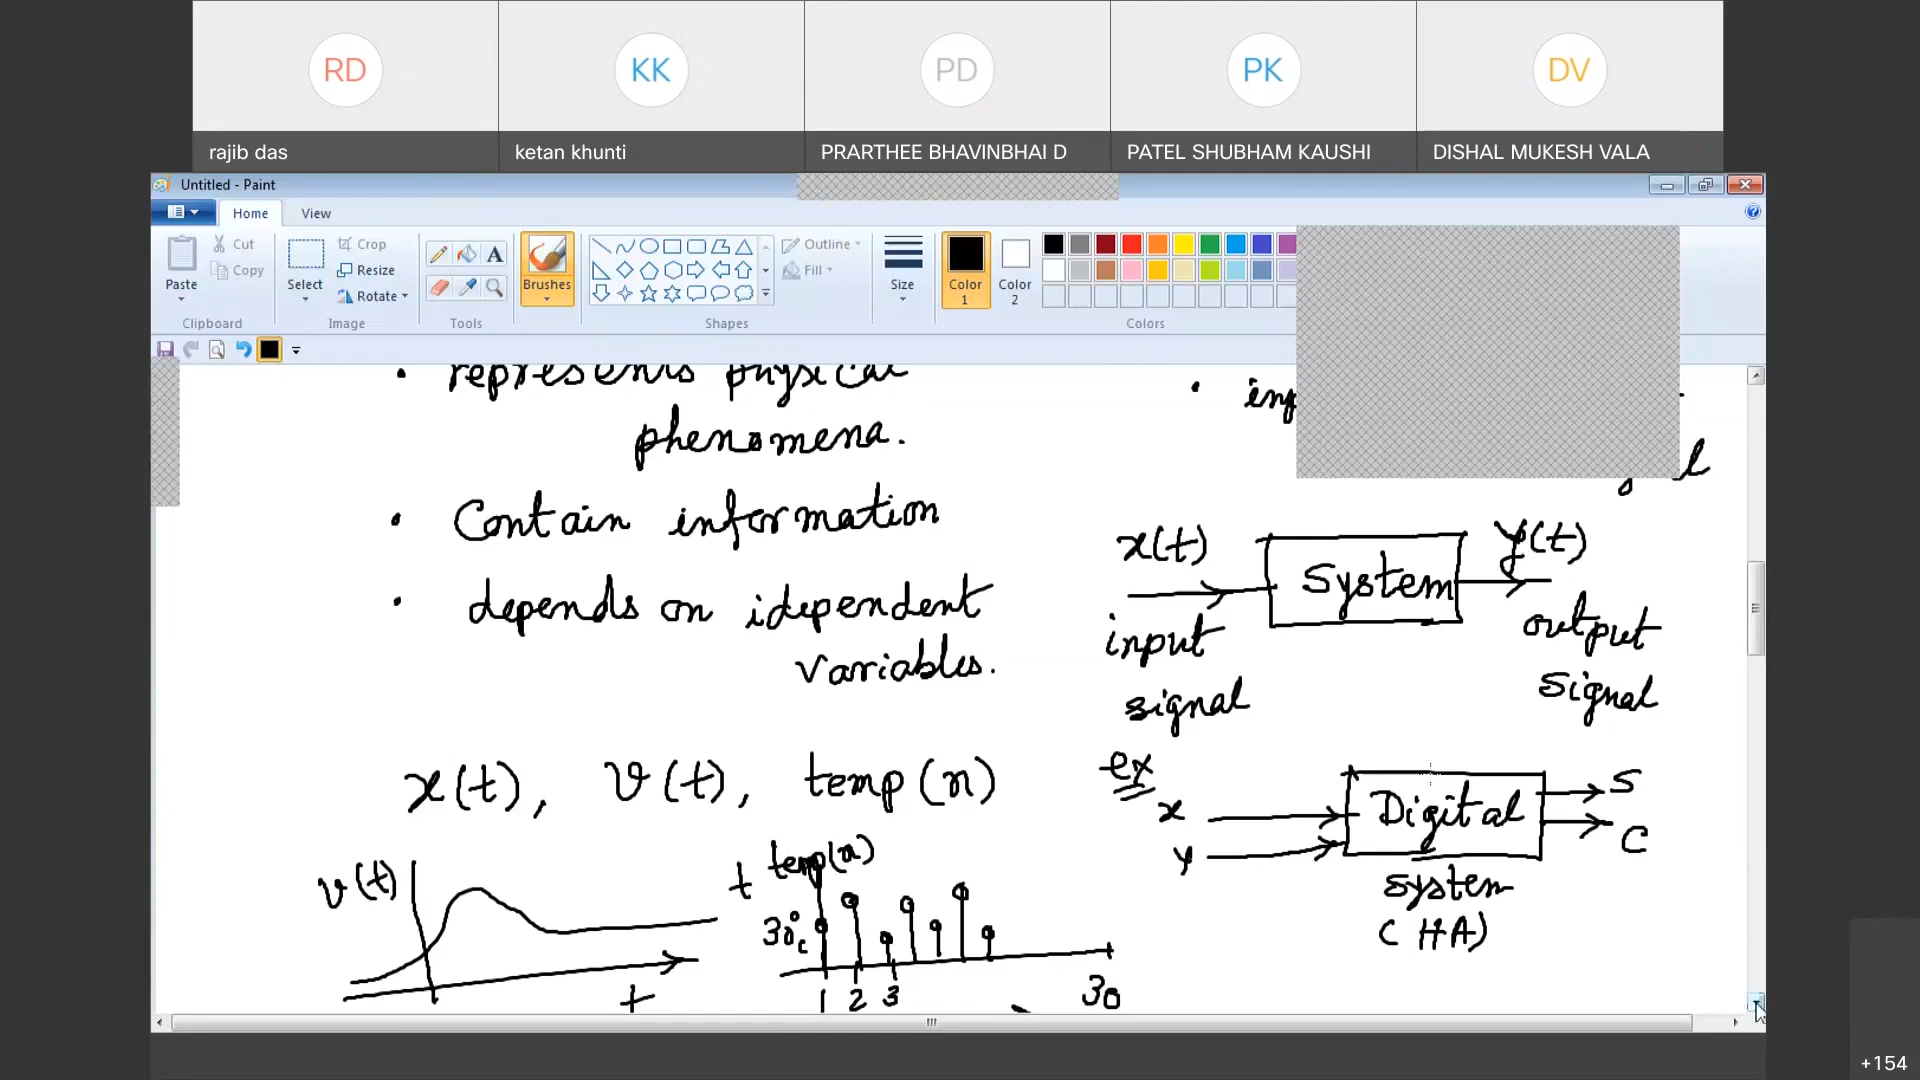 RD
KK
PD
PK
DV
rajib das
ketan khunti
PRARTHEE BHAVINBHAI D
PATEL SHUBHAM KAUSHI
DISHAL MUKESH VALA
Untitled - Paint
Home
View
Cut
Copy
Paste
Clipboard
Select
Crop
Resize
Rotate
Image
A
Tools
Brushes
Outline
Fill
Shapes
Size
Color 1
Color 2
Colors
• represents physical
phenomena.
• Contain information
• depends on idependent
variables.
x(t), v(t), temp(n)
v(t)
t
t temp(n)
30°c
1 2 3 30
x(t) System y(t)
input signal
output signal
ex
x
y
Digital
system
(HA)
S
C
+154